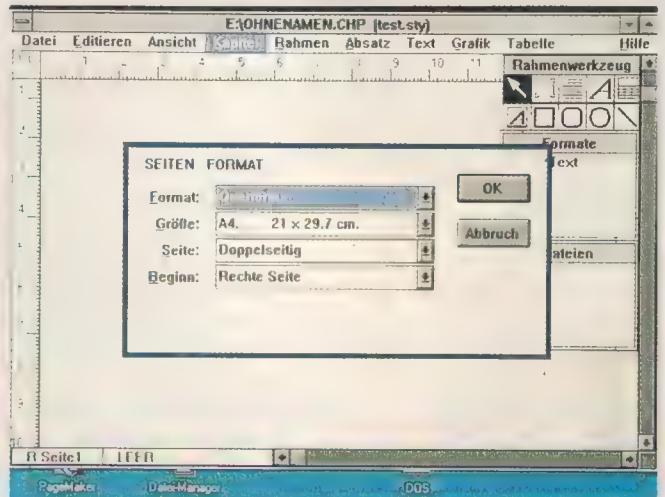 E:\OHNENAMEN.CHP (test.sty)
Datei Editieren Ansicht Kapitel Rahmen Absatz Text Grafik Tabelle Hilfe
Rahmenwerkzeug
Formate
Text
SEITEN FORMAT
Format:
OK
Größe: A4. 21 x 29.7 cm.
Abbruch
Seite: Doppelseitig
ateien
Beginn: Rechte Seite
R Seite1 LEER
PageMaker Datei-Manager DOS